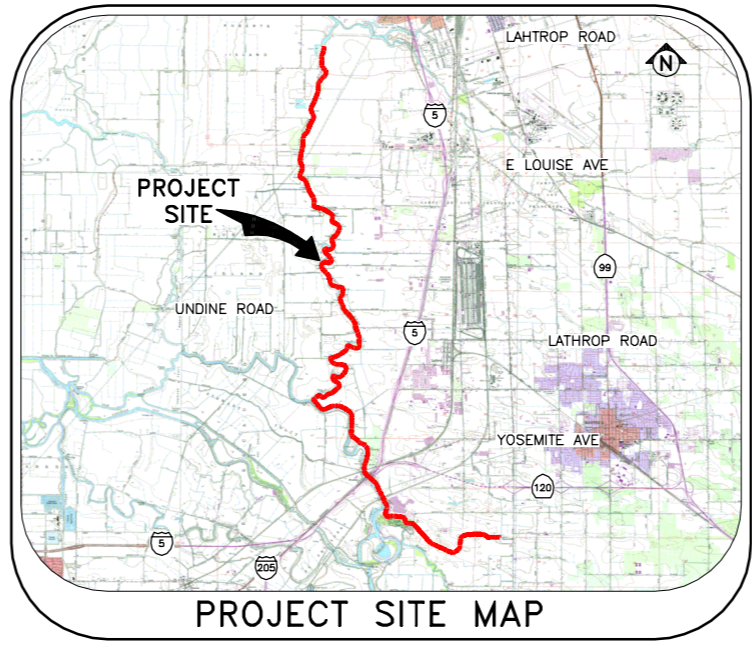 LAHTROP ROAD
N
5
E LOUISE AVE
PROJECT
SITE
99
UNDINE ROAD
5
LATHROP ROAD
YOSEMITE AVE
120
5
205
PROJECT SITE MAP